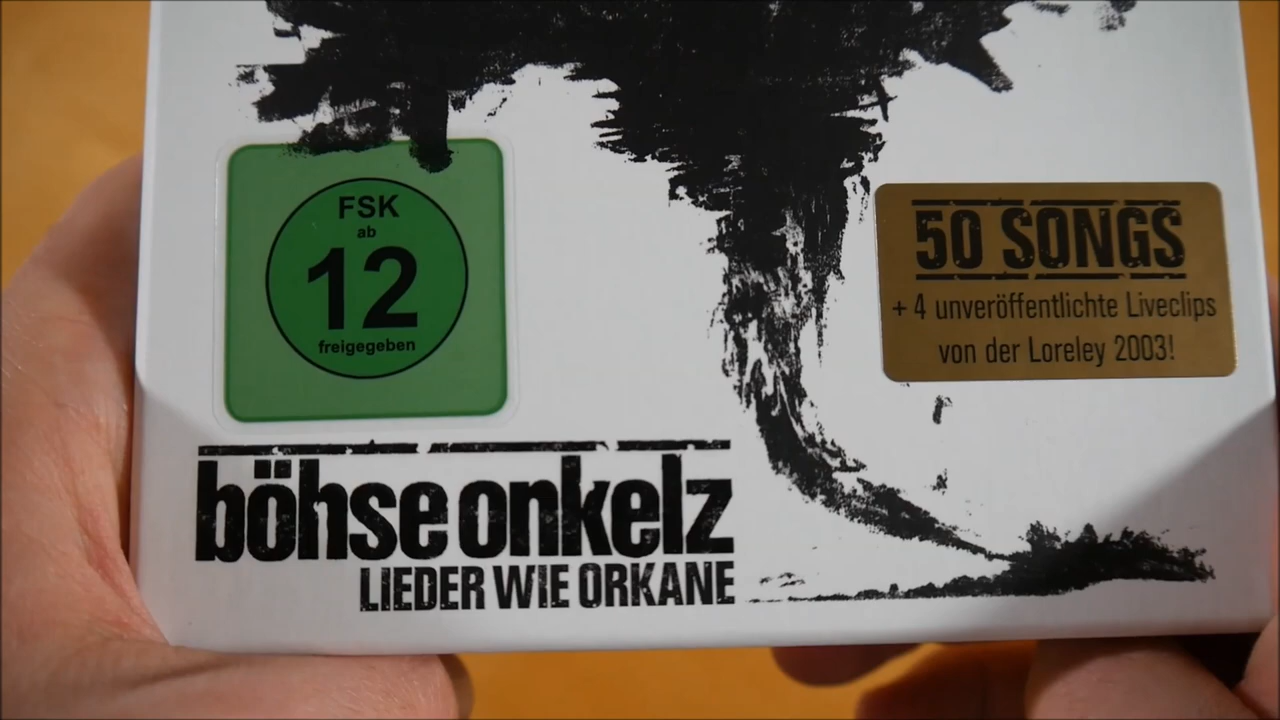 FSK
ab
12
freigegeben
50 SONGS
+ 4 unveröffentlichte Liveclips
von der Loreley 2003!
böhse onkelz
LIEDER WIE ORKANE